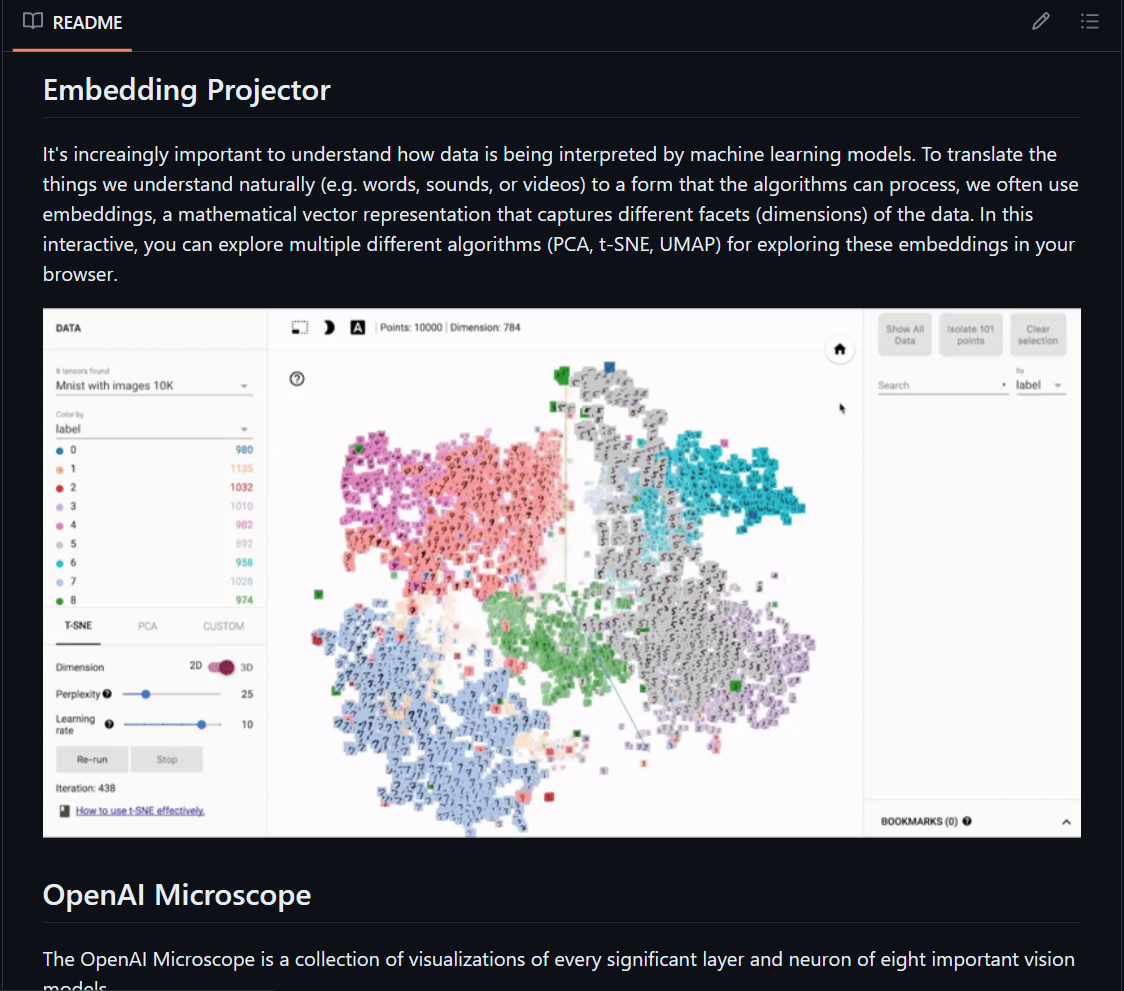 README
Embedding Projector
It's increaingly important to understand how data is being interpreted by machine learning models. To translate the
things we understand naturally (e.g. words, sounds, or videos) to a form that the algorithms can process, we often use
embeddings, a mathematical vector representation that captures different facets (dimensions) of the data. In this
interactive, you can explore multiple different algorithms (PCA, t-SNE, UMAP) for exploring these embeddings in your
browser.
DATA
8 tensors found
Mnist with images 10K
Color by
label
0 980
1 1135
2 1032
3 1010
4 982
5 892
6 958
7 1028
8 974
T-SNE PCA CUSTOM
Dimension 2D 3D
Perplexity 25
Learning
rate 10
Re-run Stop
Iteration: 438
How to use t-SNE effectively.
A | Points: 10000 | Dimension: 784
Show All
Data
Isolate 101
points
Clear
selection
Search .*
by
label
BOOKMARKS (0)
OpenAI Microscope
The OpenAI Microscope is a collection of visualizations of every significant layer and neuron of eight important vision
models.